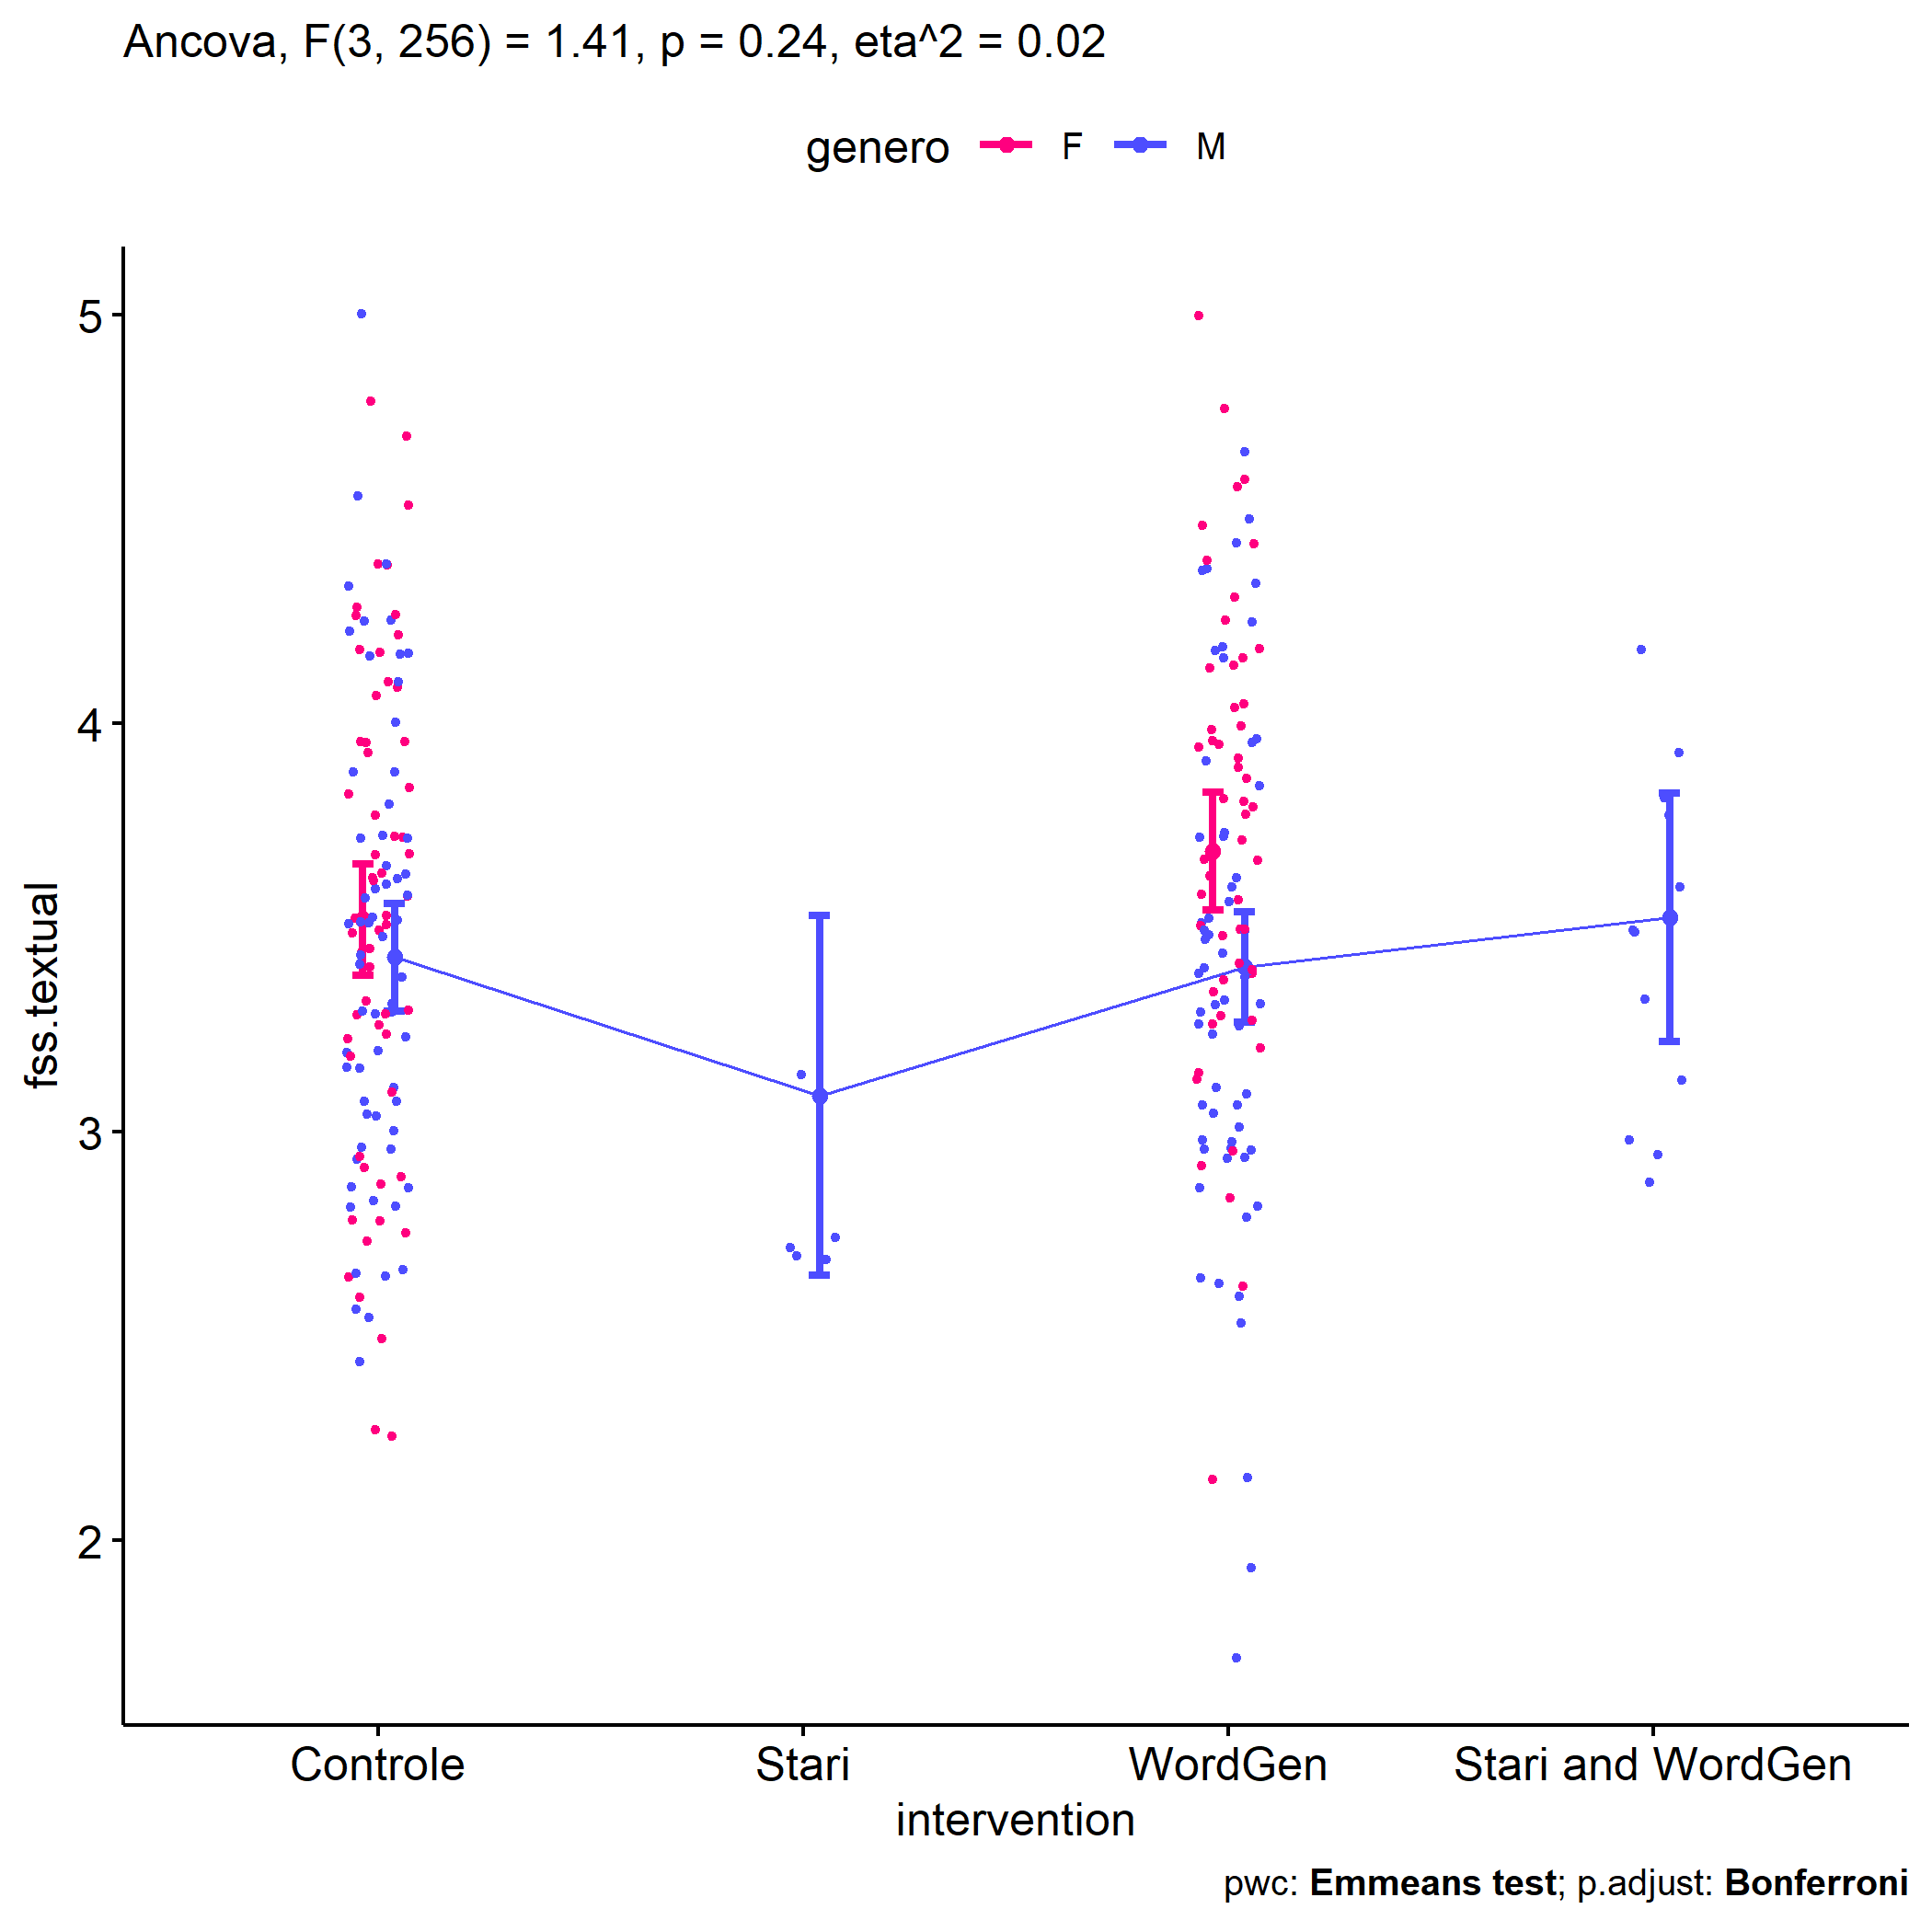 Ancova, F(3, 256) = 1.41, p = 0.24, eta^2 = 0.02
genero F M
5
4
3
2
fss.textual
Controle Stari WordGen Stari and WordGen
intervention
pwc: Emmeans test; p.adjust: Bonferroni